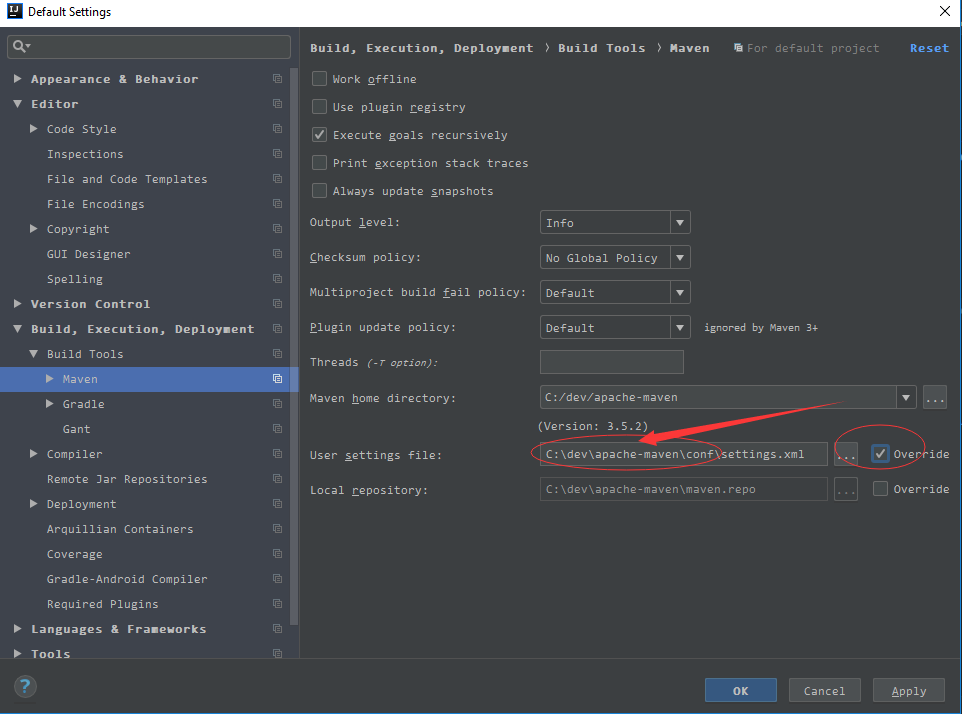 Default Settings
Appearance & Behavior
Editor
Code Style
Inspections
File and Code Templates
File Encodings
Copyright
GUI Designer
Spelling
Version Control
Build, Execution, Deployment
Build Tools
Maven
Gradle
Gant
Compiler
Remote Jar Repositories
Deployment
Arquillian Containers
Coverage
Gradle-Android Compiler
Required Plugins
Languages & Frameworks
Tools
Build, Execution, Deployment › Build Tools › Maven For default project Reset
Work offline
Use plugin registry
Execute goals recursively
Print exception stack traces
Always update snapshots
Output level: Info
Checksum policy: No Global Policy
Multiproject build fail policy: Default
Plugin update policy: Default ignored by Maven 3+
Threads (-T option):
Maven home directory: C:/dev/apache-maven ...
(Version: 3.5.2)
User settings file: C:\dev\apache-maven\conf\settings.xml ... Override
Local repository: C:\dev\apache-maven\maven.repo ... Override
? OK Cancel Apply